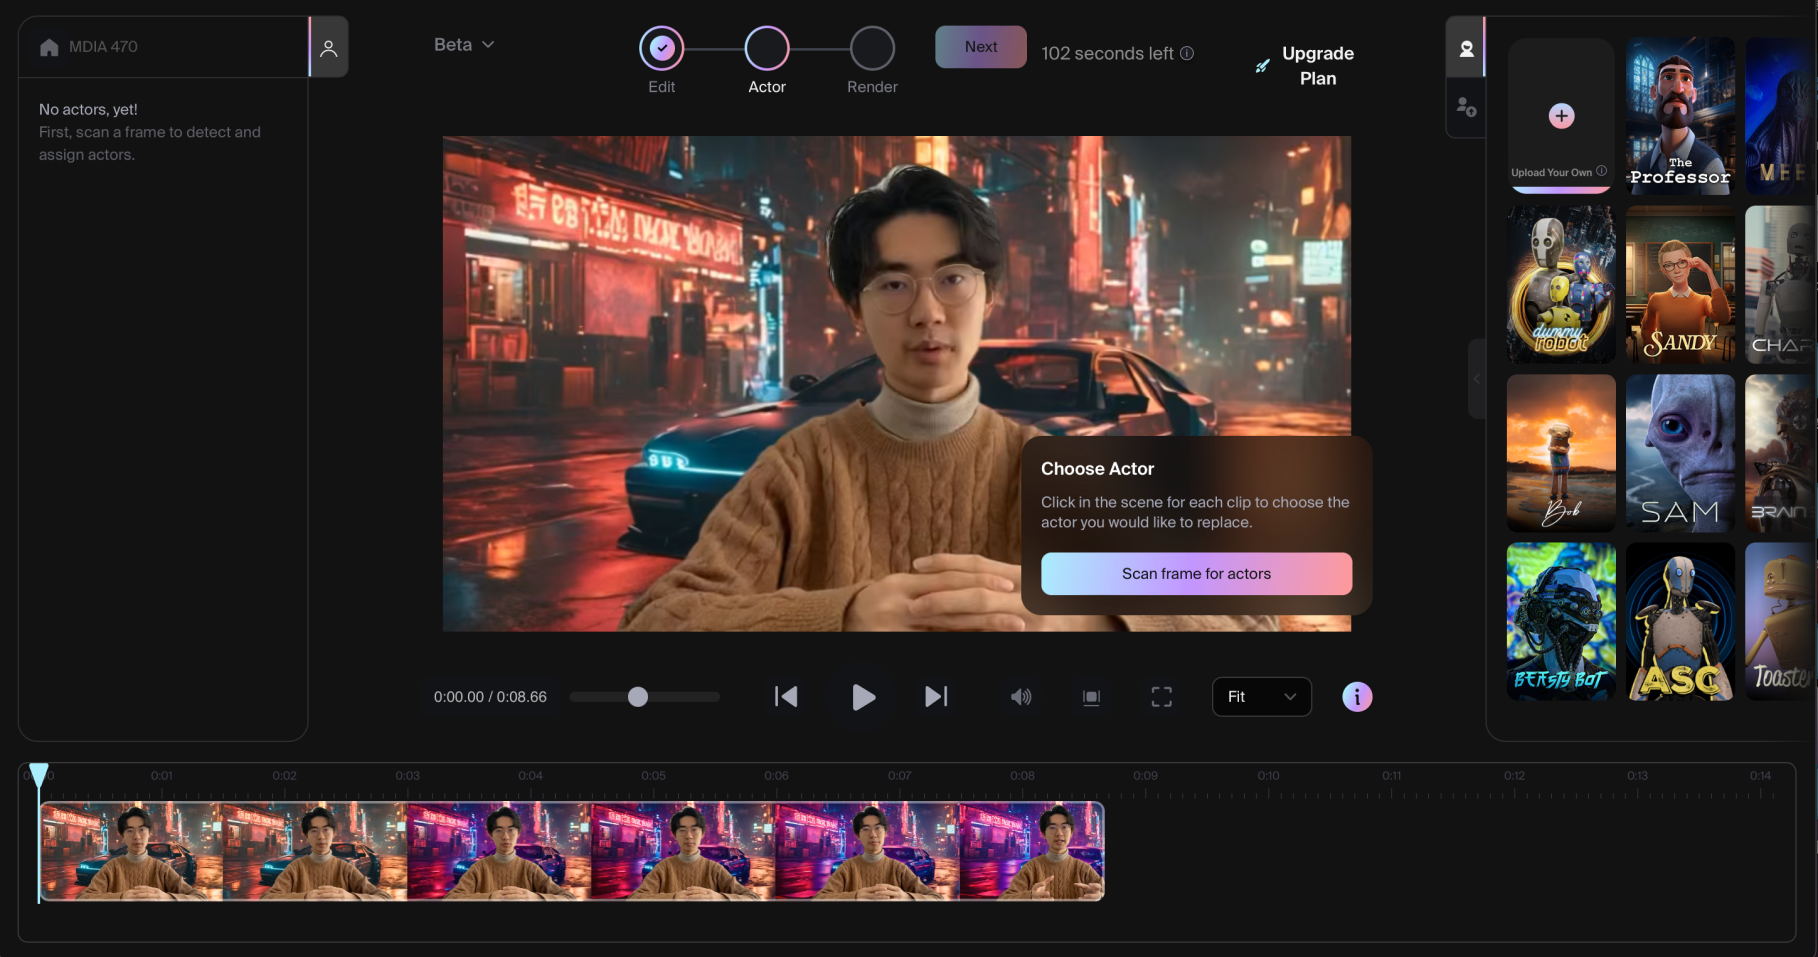 MDIA 470
No actors, yet!
First, scan a frame to detect and
assign actors.
Beta
Edit
Actor
Render
Next
102 seconds left
Upgrade
Plan
Choose Actor
Click in the scene for each clip to choose the
actor you would like to replace.
Scan frame for actors
0:00.00 / 0:08.66
Fit
Upload Your Own
The
Professor
MEE
dummy
robot
SANDY
CHAR
Bob
SAM
BRAIN
BEASTY BOT
ASC
Toaste
0:01
0:02
0:03
0:04
0:05
0:06
0:07
0:08
0:09
0:10
0:11
0:12
0:13
0:14